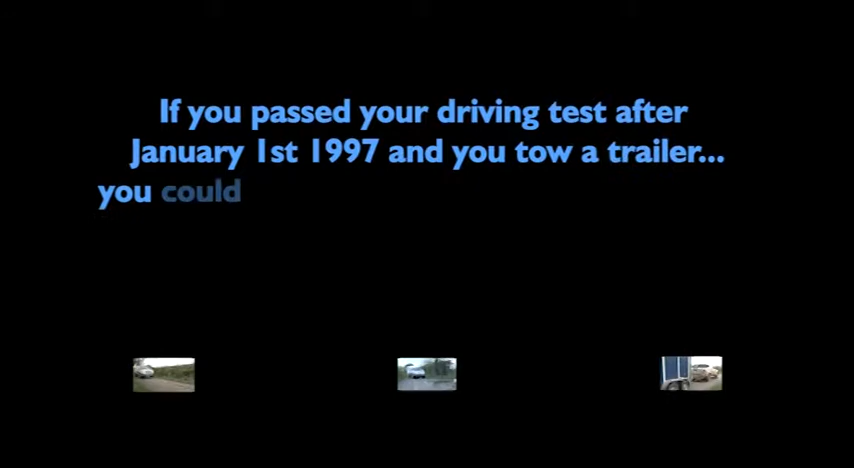 If you passed your driving test after
January 1st 1997 and you tow a trailer...
you could